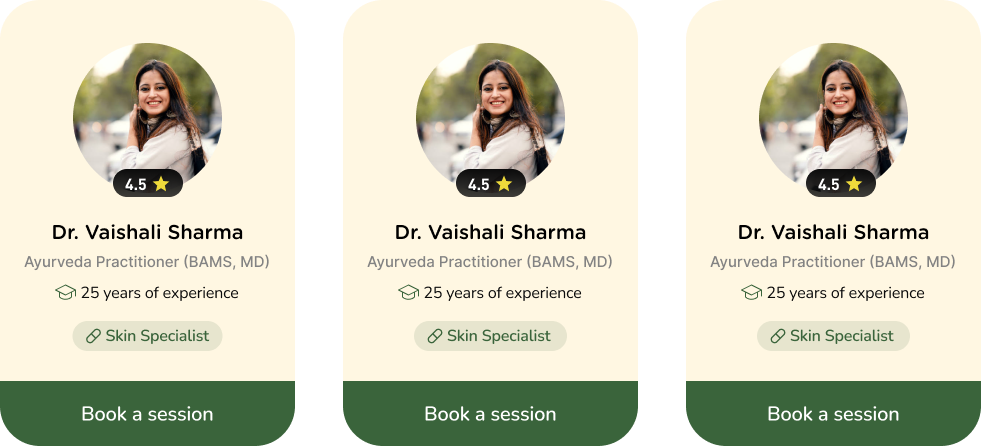 4.5
Dr. Vaishali Sharma
Ayurveda Practitioner (BAMS, MD)
25 years of experience
Skin Specialist
Book a session
4.5
Dr. Vaishali Sharma
Ayurveda Practitioner (BAMS, MD)
25 years of experience
Skin Specialist
Book a session
4.5
Dr. Vaishali Sharma
Ayurveda Practitioner (BAMS, MD)
25 years of experience
Skin Specialist
Book a session